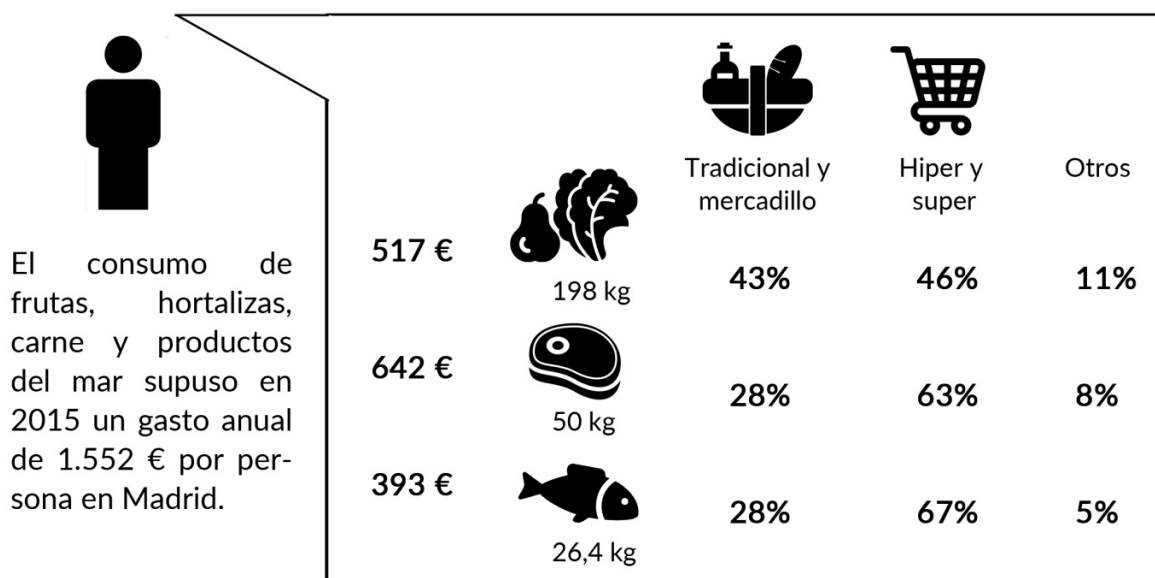 El consumo de
frutas, hortalizas,
carne y productos
del mar supuso en
2015 un gasto anual
de 1.552 € por per-
sona en Madrid.
Tradicional y
mercadillo
Hiper y
super
Otros
517 €
198 kg
43%
46%
11%
642 €
50 kg
28%
63%
8%
393 €
26,4 kg
28%
67%
5%